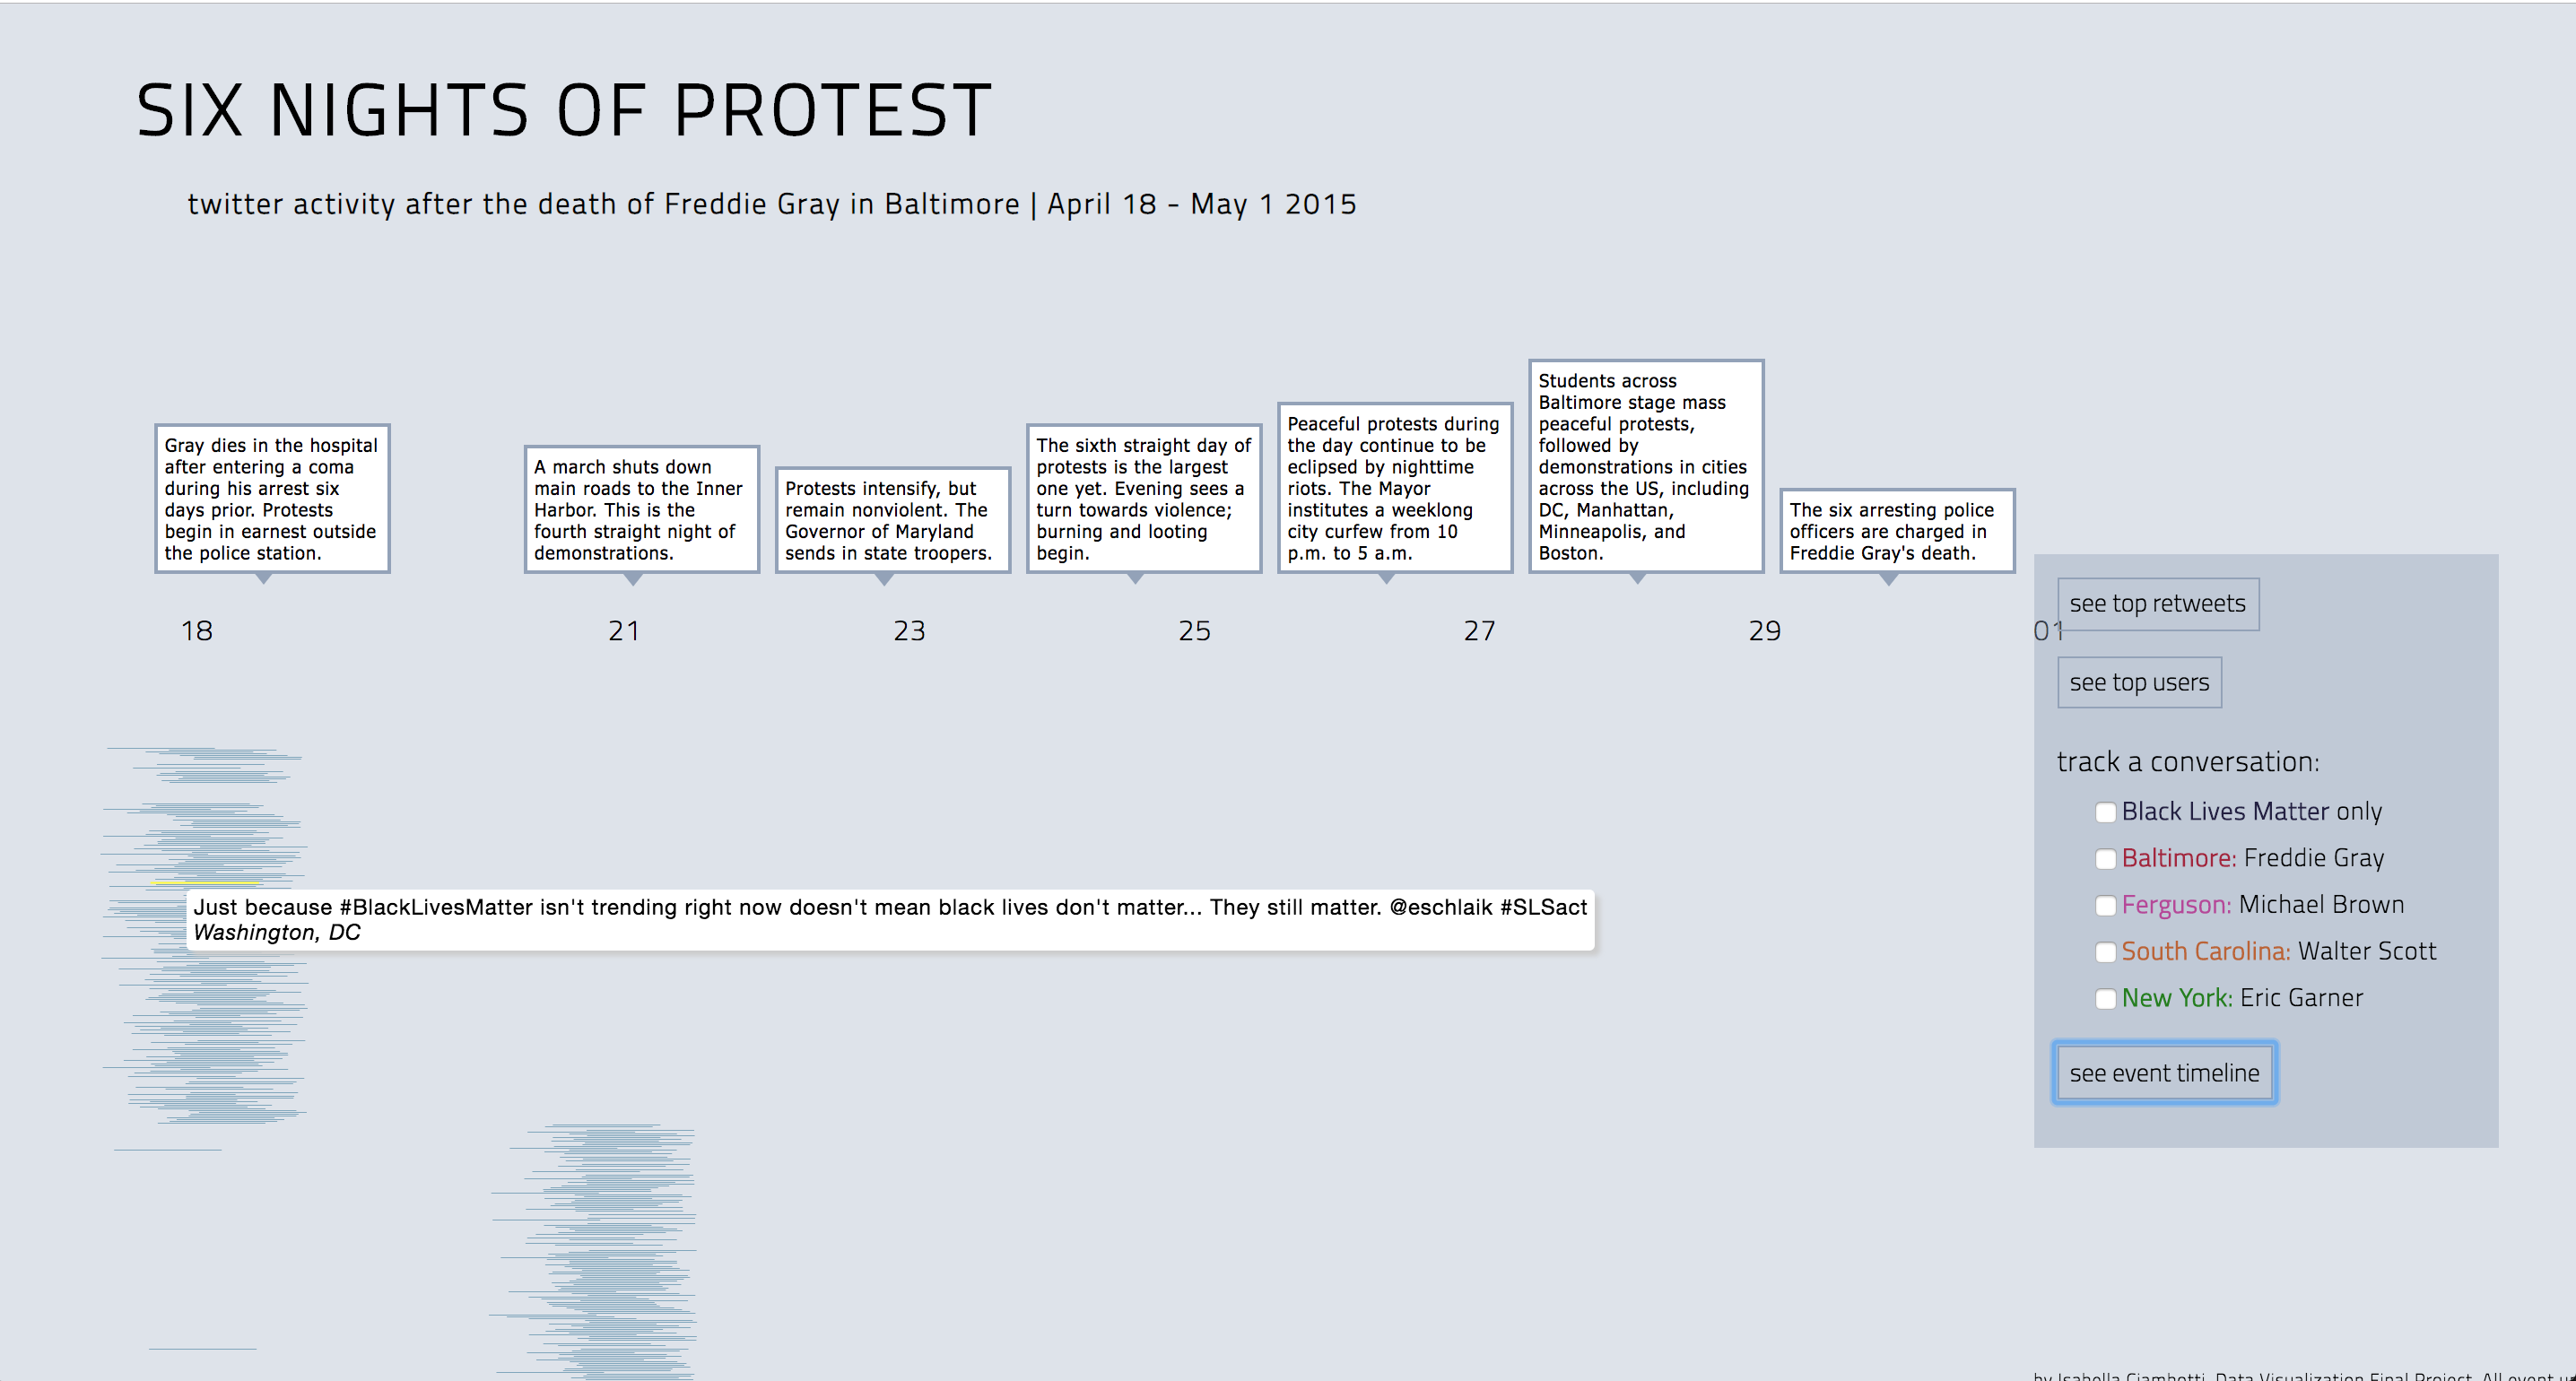 SIX NIGHTS OF PROTEST
twitter activity after the death of Freddie Gray in Baltimore | April 18 - May 1 2015
Gray dies in the hospital
after entering a coma
during his arrest six
days prior. Protests
begin in earnest outside
the police station.
A march shuts down
main roads to the Inner
Harbor. This is the
fourth straight night of
demonstrations.
Protests intensify, but
remain nonviolent. The
Governor of Maryland
sends in state troopers.
The sixth straight day of
protests is the largest
one yet. Evening sees a
turn towards violence;
burning and looting
begin.
Peaceful protests during
the day continue to be
eclipsed by nighttime
riots. The Mayor
institutes a weeklong
city curfew from 10
p.m. to 5 a.m.
Students across
Baltimore stage mass
peaceful protests,
followed by
demonstrations in cities
across the US, including
DC, Manhattan,
Minneapolis, and
Boston.
The six arresting police
officers are charged in
Freddie Gray's death.
18 21 23 25 27 29 01
see top retweets
see top users
track a conversation:
Black Lives Matter only
Baltimore: Freddie Gray
Ferguson: Michael Brown
South Carolina: Walter Scott
New York: Eric Garner
see event timeline
Just because #BlackLivesMatter isn't trending right now doesn't mean black lives don't matter... They still matter. @eschlaik #SLSact
Washington, DC
by Isabella Ciambotti, Data Visualization Final Project. All event